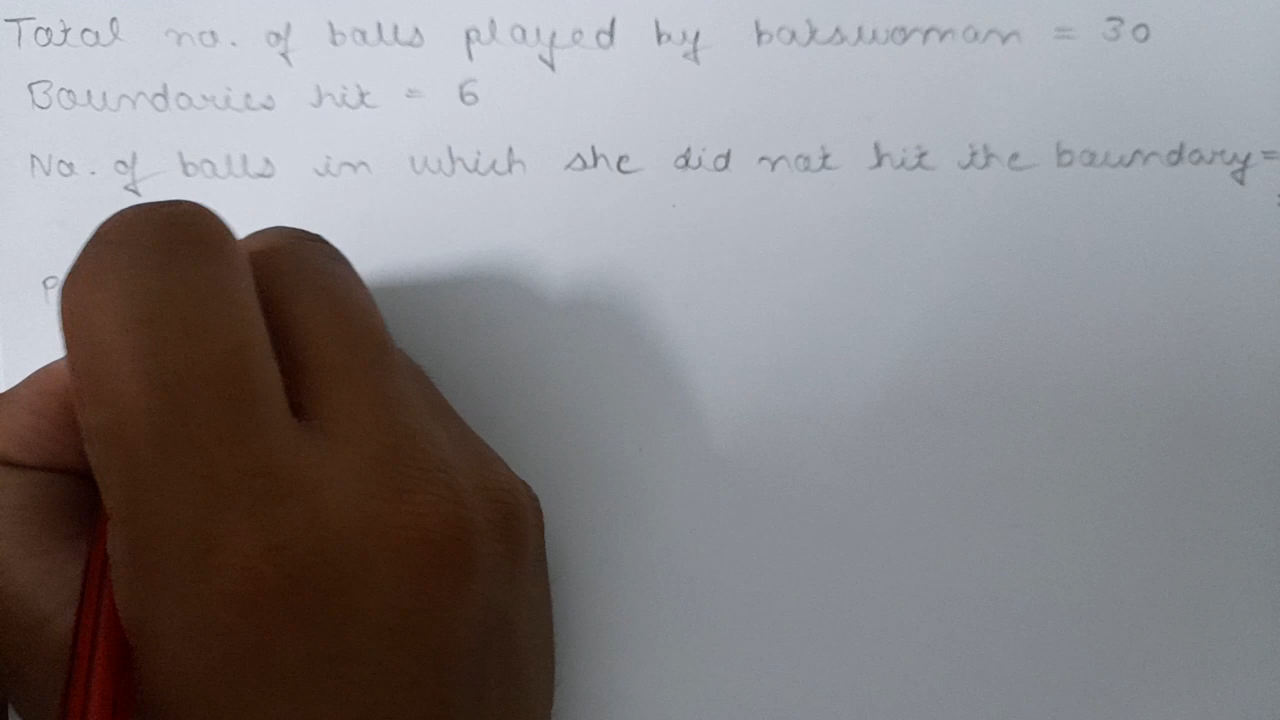 Total no. of balls played by batswoman = 30
Boundaries hit = 6
No. of balls in which she did not hit the boundary =
P